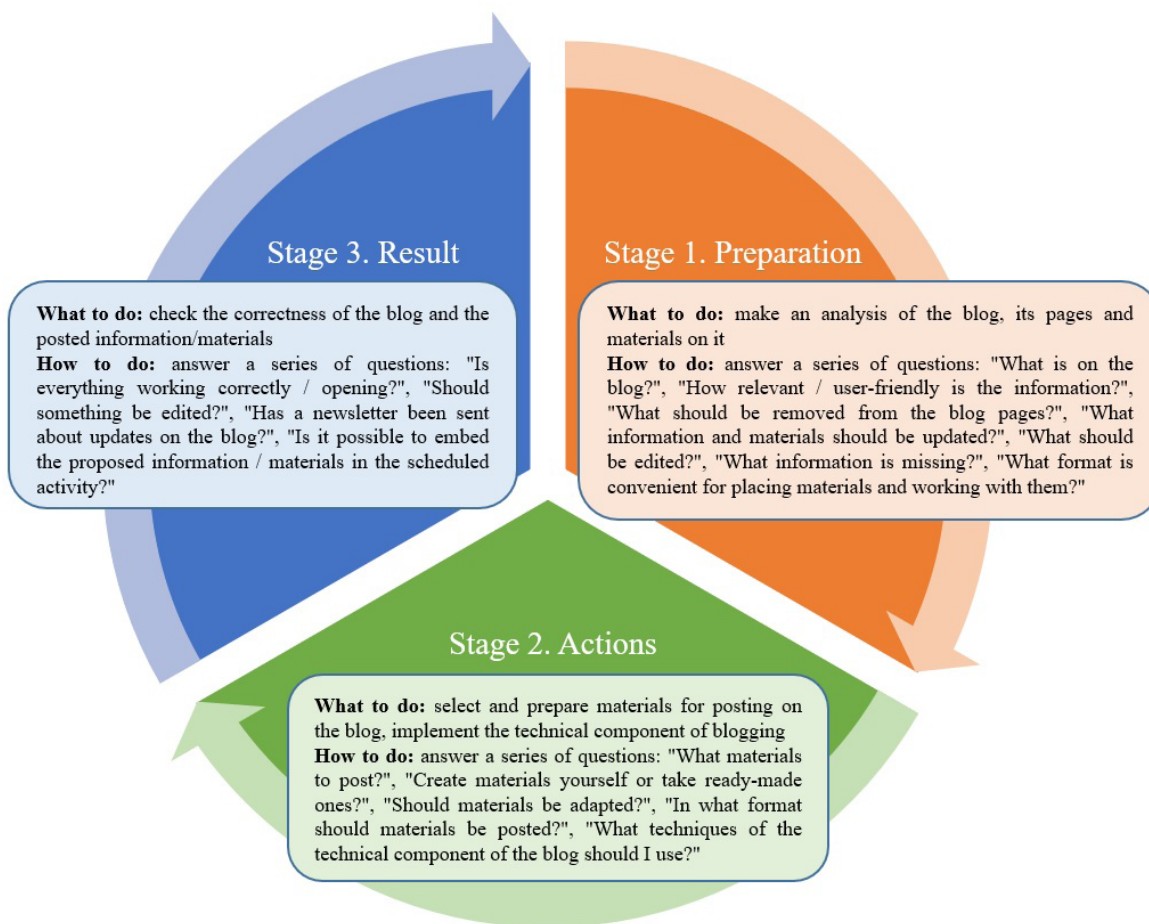 Stage 1. Preparation
What to do: make an analysis of the blog, its pages and
materials on it
How to do: answer a series of questions: "What is on the
blog?", "How relevant / user-friendly is the information?",
"What should be removed from the blog pages?", "What
information and materials should be updated?", "What should
be edited?", "What information is missing?", "What format is
convenient for placing materials and working with them?"
Stage 2. Actions
What to do: select and prepare materials for posting on
the blog, implement the technical component of blogging
How to do: answer a series of questions: "What materials
to post?", "Create materials yourself or take ready-made
ones?", "Should materials be adapted?", "In what format
should materials be posted?", "What techniques of the
technical component of the blog should I use?"
Stage 3. Result
What to do: check the correctness of the blog and the
posted information/materials
How to do: answer a series of questions: "Is
everything working correctly / opening?", "Should
something be edited?", "Has a newsletter been sent
about updates on the blog?", "Is it possible to embed
the proposed information / materials in the scheduled
activity?"